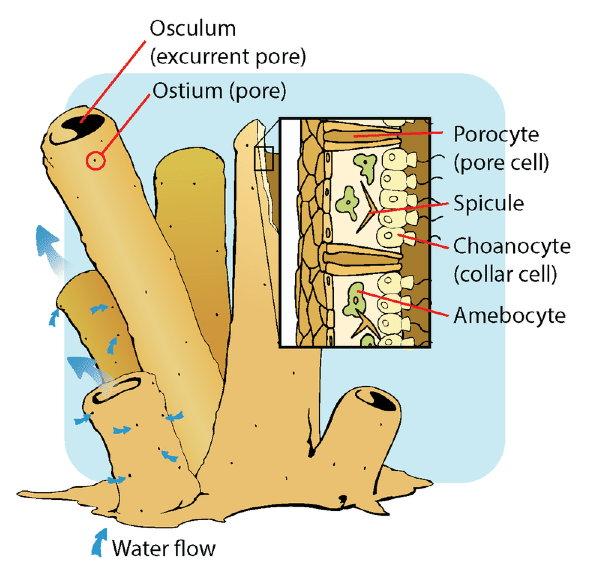 Osculum
(excurrent pore)
Ostium (pore)
Porocyte
(pore cell)
Spicule
Choanocyte
(collar cell)
Amebocyte
Water flow